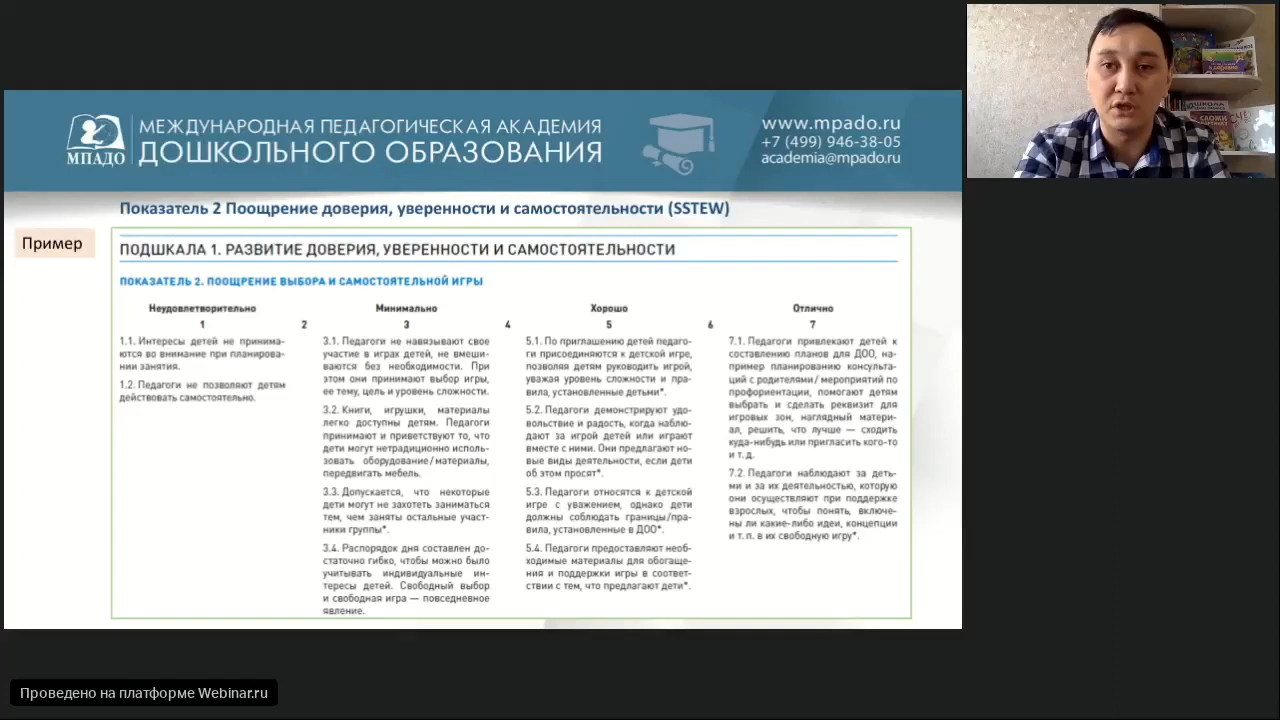 МПАДО
МЕЖДУНАРОДНАЯ ПЕДАГОГИЧЕСКАЯ АКАДЕМИЯ
ДОШКОЛЬНОГО ОБРАЗОВАНИЯ
www.mpado.ru
+7 (499) 946-38-05
academia@mpado.ru
Показатель 2 Поощрение доверия, уверенности и самостоятельности (SSTEW)
Пример
ПОДШКАЛА 1. РАЗВИТИЕ ДОВЕРИЯ, УВЕРЕННОСТИ И САМОСТОЯТЕЛЬНОСТИ
ПОКАЗАТЕЛЬ 2. ПООЩРЕНИЕ ВЫБОРА И САМОСТОЯТЕЛЬНОЙ ИГРЫ
Неудовлетворительно Минимально Хорошо Отлично
1 2 3 4 5 6 7
1.1. Интересы детей не принима-
ются во внимание при планирова-
нии занятия.
1.2. Педагоги не позволяют детям
действовать самостоятельно.
3.1. Педагоги не навязывают свое
участие в играх детей, не вмеши-
ваются без необходимости. При
этом они принимают выбор игры,
ее тему, цель и уровень сложности.
3.2. Книги, игрушки, материалы
легко доступны детям. Педагоги
принимают и приветствуют то, что
дети могут нетрадиционно исполь-
зовать оборудование/материалы,
передвигать мебель.
3.3. Допускается, что некоторые
дети могут не захотеть заниматься
тем, чем заняты остальные участ-
ники группы*.
3.4. Распорядок дня составлен до-
статочно гибко, чтобы можно было
учитывать индивидуальные ин-
тересы детей. Свободный выбор
и свободная игра — повседневное
явление.
5.1. По приглашению детей педаго-
ги присоединяются к детской игре,
позволяя детям руководить игрой,
уважая уровень сложности и пра-
вила, установленные детьми*.
5.2. Педагоги демонстрируют удо-
вольствие и радость, когда наблю-
дают за игрой детей или играют
вместе с ними. Они предлагают но-
вые виды деятельности, если дети
об этом просят*.
5.3. Педагоги относятся к детской
игре с уважением, однако дети
должны соблюдать границы/пра-
вила, установленные в ДОО*.
5.4. Педагоги предоставляют необ-
ходимые материалы для обогаще-
ния и поддержки игры в соответ-
ствии с тем, что предлагают дети*.
7.1. Педагоги привлекают детей к
составлению планов для ДОО, на-
пример планированию консульта-
ций с родителями/ мероприятий по
профориентации, помогают детям
выбрать и сделать реквизит для
игровых зон, наглядный матери-
ал, решить, что лучше — сходить
куда-нибудь или пригласить кого-то
и т.д.
7.2. Педагоги наблюдают за деть-
ми и за их деятельностью, которую
они осуществляют при поддержке
взрослых, чтобы понять, включе-
ны ли какие-либо идеи, концепции
и т.п. в их свободную игру*.
ШКОЛА
Проведено на платформе Webinar.ru